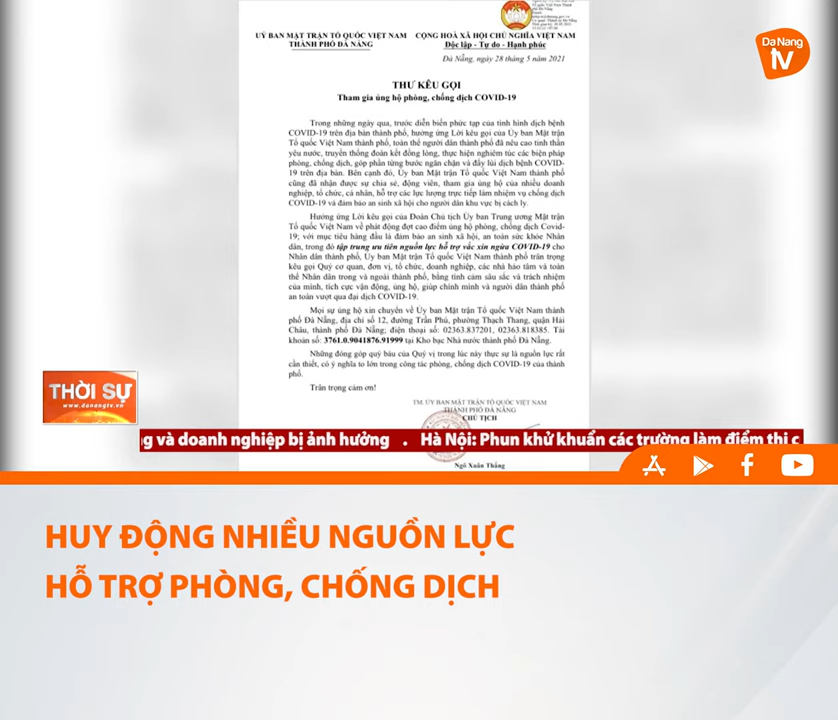 Da Nang
tv
ỦY BAN MẶT TRẬN TỔ QUỐC VIỆT NAM
THÀNH PHỐ ĐÀ NẴNG
CỘNG HOÀ XÃ HỘI CHỦ NGHĨA VIỆT NAM
Độc lập - Tự do - Hạnh phúc
Đà Nẵng, ngày 28 tháng 5 năm 2021
THƯ KÊU GỌI
Tham gia ủng hộ phòng, chống dịch COVID-19
Trong những ngày qua, trước diễn biến phức tạp của tình hình dịch bệnh
COVID-19 trên địa bàn thành phố, hưởng ứng Lời kêu gọi của Ủy ban Mặt trận
Tổ quốc Việt Nam thành phố, toàn thể người dân thành phố đã nêu cao tinh thần
yêu nước, truyền thống đoàn kết đồng lòng, thực hiện nghiêm túc các biện pháp
phòng, chống dịch, góp phần từng bước ngăn chặn và đẩy lùi dịch bệnh COVID-
19 trên địa bàn. Bên cạnh đó, Ủy ban Mặt trận Tổ quốc Việt Nam thành phố
cũng đã nhận được sự chia sẻ, động viên, tham gia ủng hộ của nhiều doanh
nghiệp, tổ chức, cá nhân, hỗ trợ các lực lượng trực tiếp làm nhiệm vụ chống dịch
COVID-19 và đảm bảo an sinh xã hội cho người dân khu vực bị cách ly.
Hưởng ứng Lời kêu gọi của Đoàn Chủ tịch Ủy ban Trung ương Mặt trận
Tổ quốc Việt Nam về phát động đợt cao điểm ủng hộ phòng, chống dịch Covid-
19; với mục tiêu hàng đầu là đảm bảo an sinh xã hội, an toàn sức khỏe Nhân
dân, trong đó tập trung ưu tiên nguồn lực hỗ trợ vắc xin ngừa COVID-19 cho
Nhân dân thành phố, Ủy ban Mặt trận Tổ quốc Việt Nam thành phố trân trọng
kêu gọi Quý cơ quan, đơn vị, tổ chức, doanh nghiệp, các nhà hảo tâm và toàn
thể Nhân dân trong và ngoài thành phố, bằng tình cảm sâu sắc và trách nhiệm
của mình, tích cực vận động, ủng hộ, giúp chính mình và người dân thành phố
an toàn vượt qua đại dịch COVID-19.
Mọi sự ủng hộ xin chuyển về Ủy ban Mặt trận Tổ quốc Việt Nam thành
phố Đà Nẵng, địa chỉ số 12, đường Trần Phú, phường Thạch Thang, quận Hải
Châu, thành phố Đà Nẵng; điện thoại số: 02363.837201, 02363.818385. Tài
khoản số: 3761.0.9041876.91999 tại Kho bạc Nhà nước thành phố Đà Nẵng.
Những đóng góp quý báu của Quý vị trong lúc này thực sự là nguồn lực rất
cần thiết, có ý nghĩa to lớn trong công tác phòng, chống dịch COVID-19 của thành
phố.
Trân trọng cảm ơn!
TM. ỦY BAN MẶT TRẬN TỔ QUỐC VIỆT NAM
THÀNH PHỐ ĐÀ NẴNG
CHỦ TỊCH
Ngô Xuân Thắng
THỜI SỰ
www.danangtv.vn
g và doanh nghiệp bị ảnh hưởng . Hà Nội: Phun khử khuẩn các trường làm điểm thi c
HUY ĐỘNG NHIỀU NGUỒN LỰC
HỖ TRỢ PHÒNG, CHỐNG DỊCH